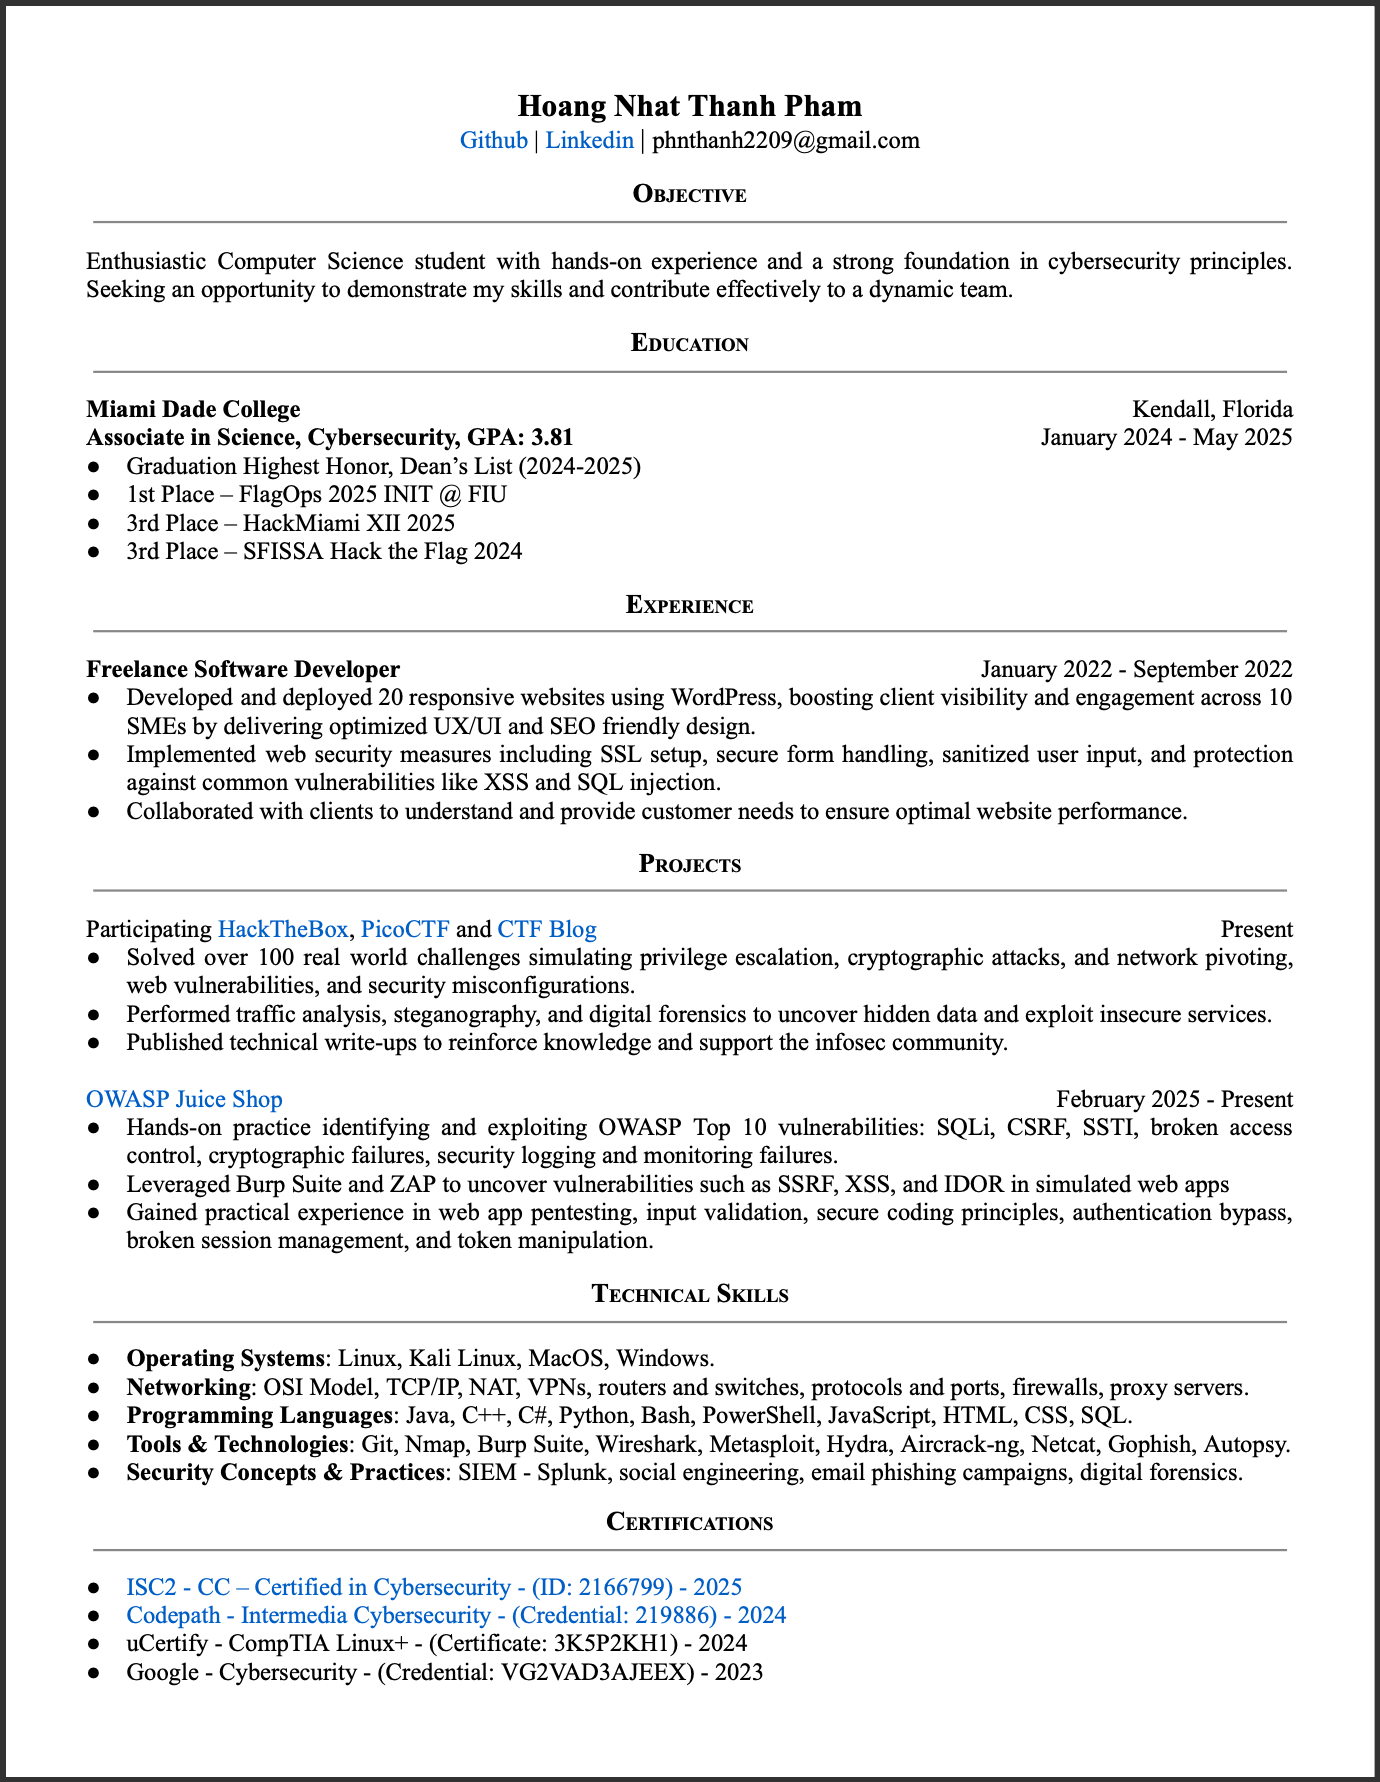 Hoang Nhat Thanh Pham
Github | Linkedin | phnthanh2209@gmail.com
OBJECTIVE
Enthusiastic Computer Science student with hands-on experience and a strong foundation in cybersecurity principles.
Seeking an opportunity to demonstrate my skills and contribute effectively to a dynamic team.
EDUCATION
Miami Dade College Kendall, Florida
Associate in Science, Cybersecurity, GPA: 3.81 January 2024 - May 2025
● Graduation Highest Honor, Dean’s List (2024-2025)
● 1st Place – FlagOps 2025 INIT @ FIU
● 3rd Place – HackMiami XII 2025
● 3rd Place – SFISSA Hack the Flag 2024
EXPERIENCE
Freelance Software Developer January 2022 - September 2022
● Developed and deployed 20 responsive websites using WordPress, boosting client visibility and engagement across 10
SMEs by delivering optimized UX/UI and SEO friendly design.
● Implemented web security measures including SSL setup, secure form handling, sanitized user input, and protection
against common vulnerabilities like XSS and SQL injection.
● Collaborated with clients to understand and provide customer needs to ensure optimal website performance.
PROJECTS
Participating HackTheBox, PicoCTF and CTF Blog Present
● Solved over 100 real world challenges simulating privilege escalation, cryptographic attacks, and network pivoting,
web vulnerabilities, and security misconfigurations.
● Performed traffic analysis, steganography, and digital forensics to uncover hidden data and exploit insecure services.
● Published technical write-ups to reinforce knowledge and support the infosec community.
OWASP Juice Shop February 2025 - Present
● Hands-on practice identifying and exploiting OWASP Top 10 vulnerabilities: SQLi, CSRF, SSTI, broken access
control, cryptographic failures, security logging and monitoring failures.
● Leveraged Burp Suite and ZAP to uncover vulnerabilities such as SSRF, XSS, and IDOR in simulated web apps
● Gained practical experience in web app pentesting, input validation, secure coding principles, authentication bypass,
broken session management, and token manipulation.
TECHNICAL SKILLS
● Operating Systems: Linux, Kali Linux, MacOS, Windows.
● Networking: OSI Model, TCP/IP, NAT, VPNs, routers and switches, protocols and ports, firewalls, proxy servers.
● Programming Languages: Java, C++, C#, Python, Bash, PowerShell, JavaScript, HTML, CSS, SQL.
● Tools & Technologies: Git, Nmap, Burp Suite, Wireshark, Metasploit, Hydra, Aircrack-ng, Netcat, Gophish, Autopsy.
● Security Concepts & Practices: SIEM - Splunk, social engineering, email phishing campaigns, digital forensics.
CERTIFICATIONS
● ISC2 - CC – Certified in Cybersecurity - (ID: 2166799) - 2025
● Codepath - Intermedia Cybersecurity - (Credential: 219886) - 2024
● uCertify - CompTIA Linux+ - (Certificate: 3K5P2KH1) - 2024
● Google - Cybersecurity - (Credential: VG2VAD3AJEEX) - 2023